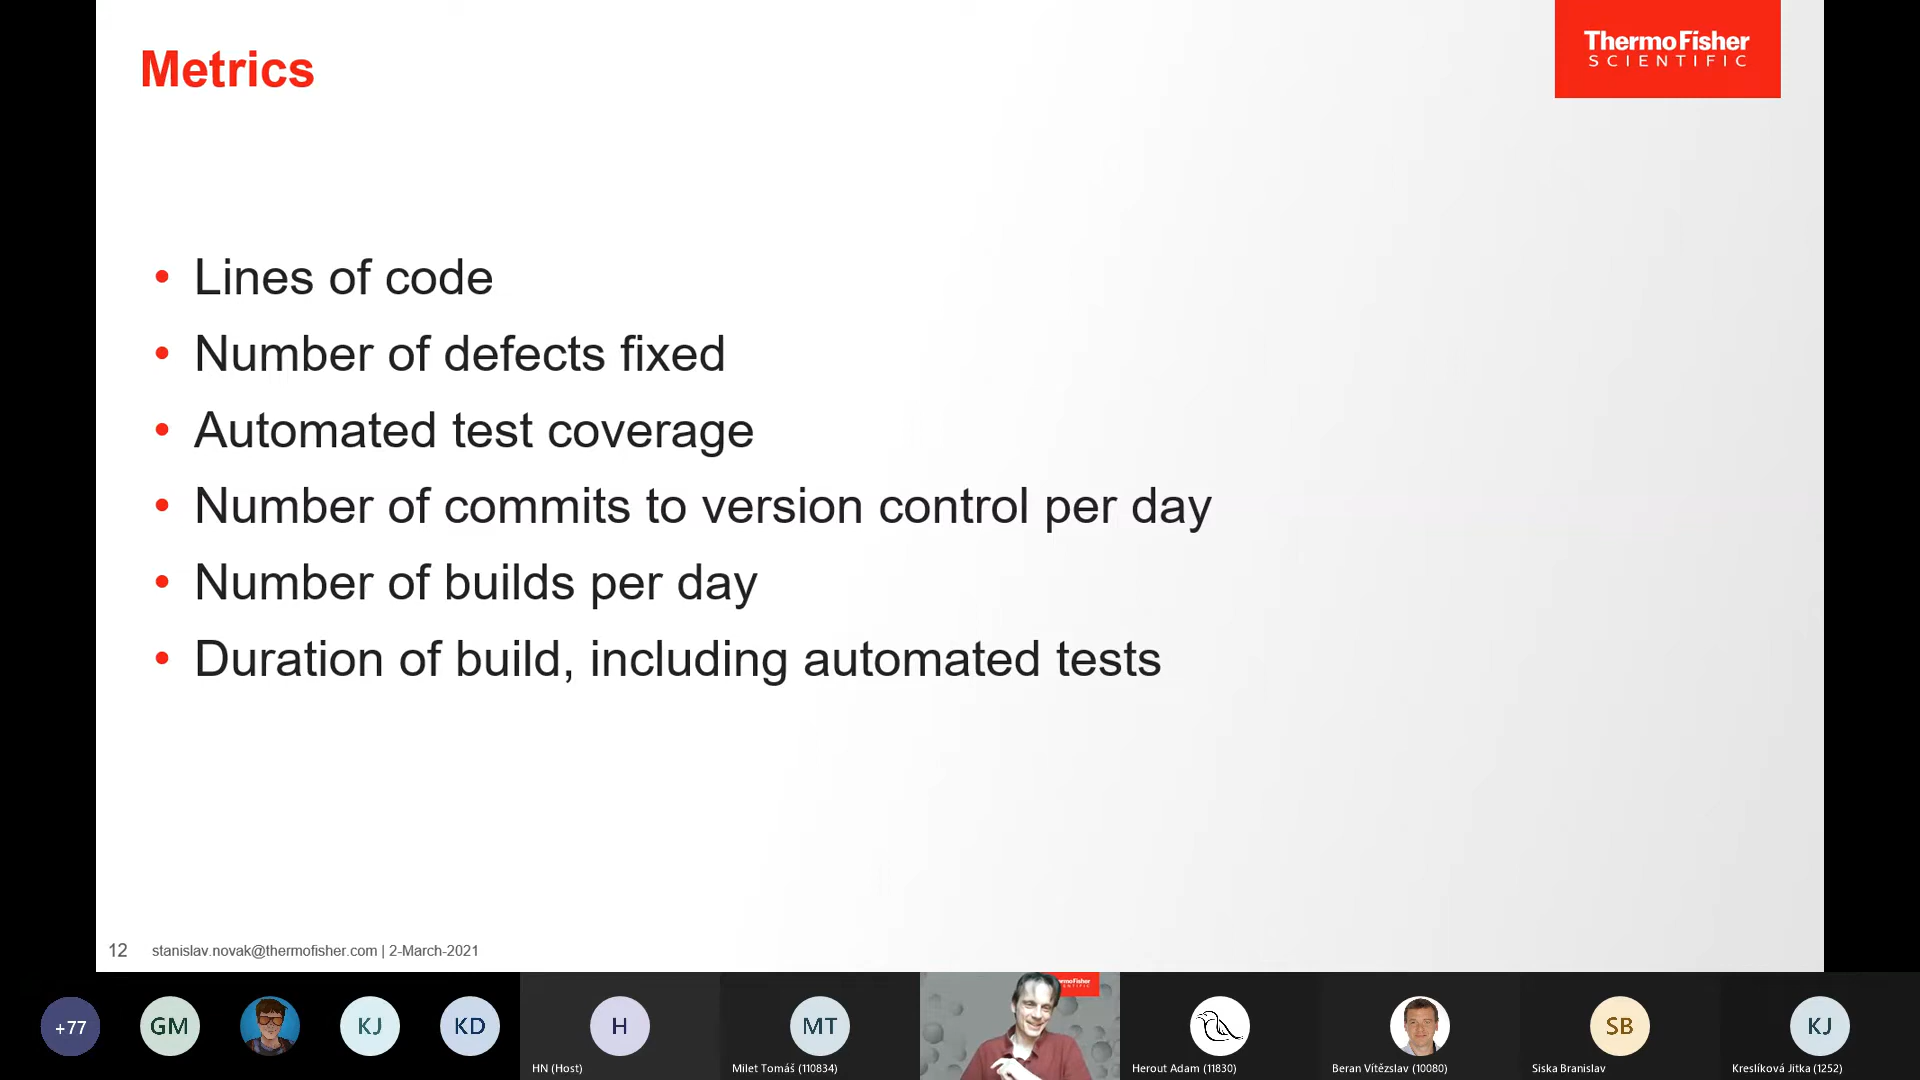 Metrics
ThermoFisher
SCIENTIFIC
• Lines of code
• Number of defects fixed
• Automated test coverage
• Number of commits to version control per day
• Number of builds per day
• Duration of build, including automated tests
12 stanislav.novak@thermofisher.com | 2-March-2021
+77
GM
KJ
KD
H
HN (Host)
MT
Milet Tomáš (110834)
Herout Adam (11830)
Beran Vítězslav (10080)
SB
Siska Branislav
KJ
Kreslíková Jitka (1252)